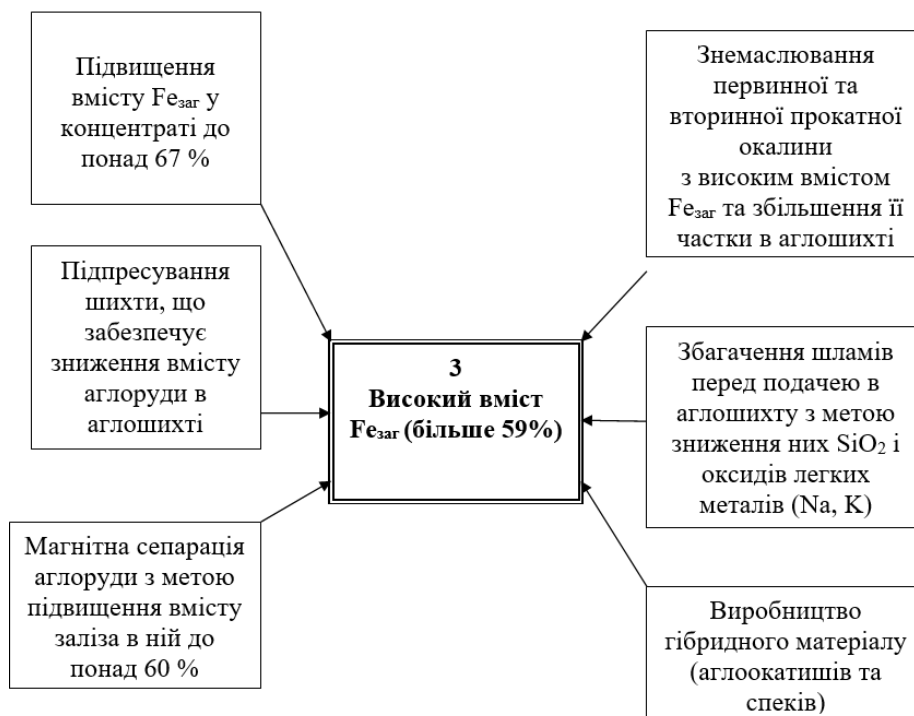 Підвищення
вмісту Feзаг у
концентраті до
понад 67 %
Підпресування
шихти, що
забезпечує
зниження вмісту
аглоруди в
аглошихті
Магнітна сепарація
аглоруди з метою
підвищення вмісту
заліза в ній до
понад 60 %
3
Високий вміст
Feзаг (більше 59%)
Знемаслювання
первинної та
вторинної прокатної
окалини
з високим вмістом
Feзаг та збільшення її
частки в аглошихті
Збагачення шламів
перед подачею в
аглошихту з метою
зниження них SiO₂ і
оксидів легких
металів (Na, K)
Виробництво
гібридного матеріалу
(аглоокатишів та
спеків)